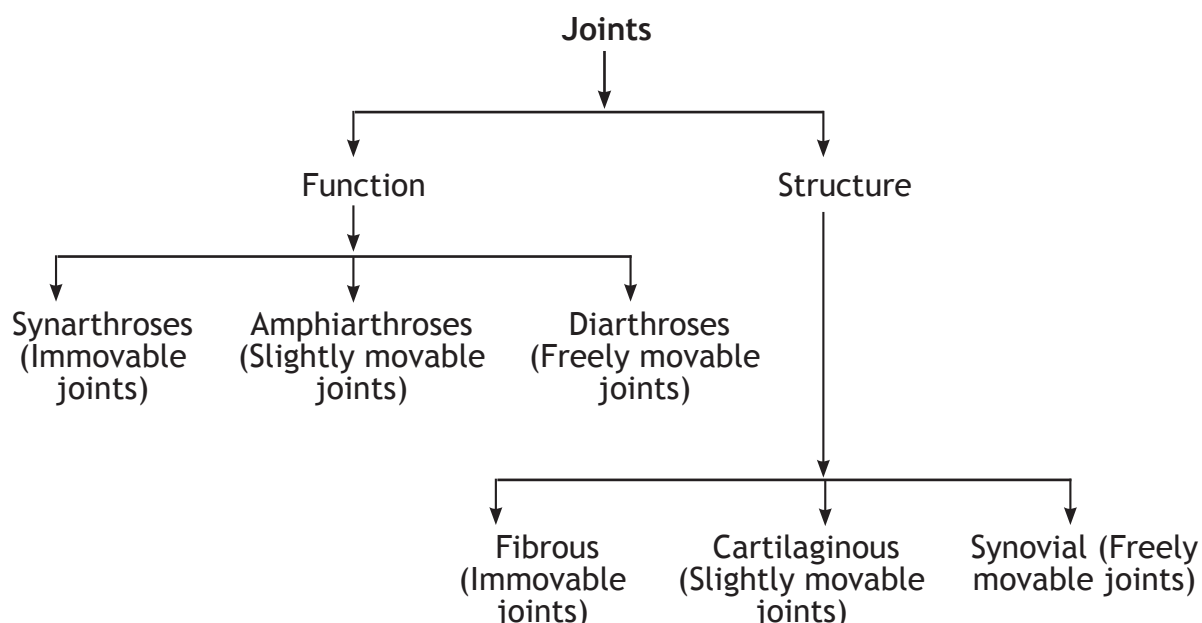 Joints
Function
Structure
Synarthroses
(Immovable
joints)
Amphiarthroses
(Slightly movable
joints)
Diarthroses
(Freely movable
joints)
Fibrous
(Immovable
joints)
Cartilaginous
(Slightly movable
joints)
Synovial (Freely
movable joints)